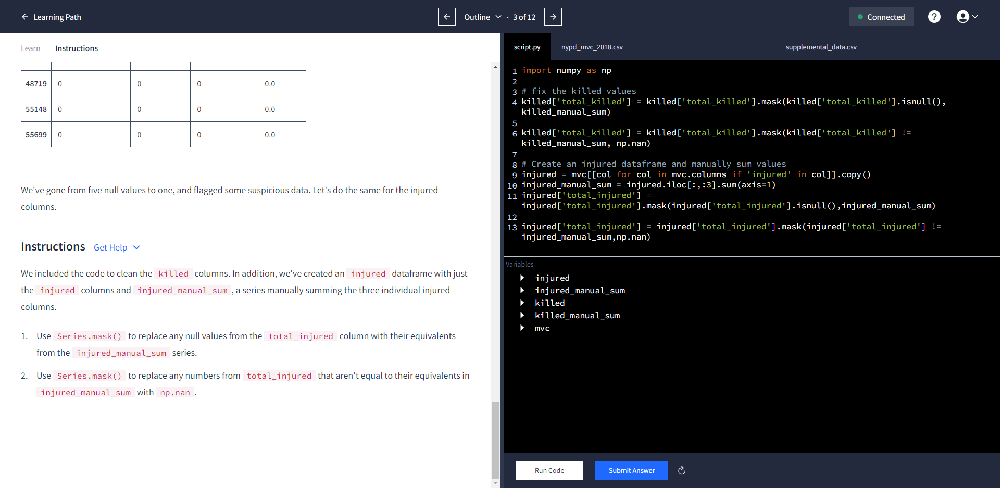 Learning Path
Outline · 3 of 12
Connected
?
Learn Instructions
48719 0 0 0 0.0
55148 0 0 0 0.0
55699 0 0 0 0.0
We've gone from five null values to one, and flagged some suspicious data. Let's do the same for the injured
columns.
Instructions Get Help
We included the code to clean the killed columns. In addition, we've created an injured dataframe with just
the injured columns and injured_manual_sum , a series manually summing the three individual injured
columns.
1. Use Series.mask() to replace any null values from the total_injured column with their equivalents
from the injured_manual_sum series.
2. Use Series.mask() to replace any numbers from total_injured that aren't equal to their equivalents in
injured_manual_sum with np.nan .
script.py nypd_mvc_2018.csv supplemental_data.csv
1 import numpy as np
2
3 # fix the killed values
4 killed['total_killed'] = killed['total_killed'].mask(killed['total_killed'].isnull(),
killed_manual_sum)
5
6 killed['total_killed'] = killed['total_killed'].mask(killed['total_killed'] !=
killed_manual_sum, np.nan)
7
8 # Create an injured dataframe and manually sum values
9 injured = mvc[[col for col in mvc.columns if 'injured' in col]].copy()
10 injured_manual_sum = injured.iloc[:,:3].sum(axis=1)
11 injured['total_injured'] =
injured['total_injured'].mask(injured['total_injured'].isnull(),injured_manual_sum)
12
13 injured['total_injured'] = injured['total_injured'].mask(injured['total_injured'] !=
injured_manual_sum,np.nan)
Variables
injured
injured_manual_sum
killed
killed_manual_sum
mvc
Run Code Submit Answer